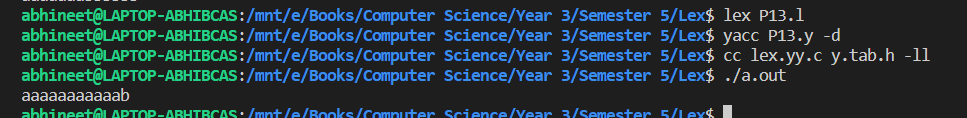 abhineet@LAPTOP-ABHIBCAS:/mnt/e/Books/Computer Science/Year 3/Semester 5/Lex$ lex P13.l
abhineet@LAPTOP-ABHIBCAS:/mnt/e/Books/Computer Science/Year 3/Semester 5/Lex$ yacc P13.y -d
abhineet@LAPTOP-ABHIBCAS:/mnt/e/Books/Computer Science/Year 3/Semester 5/Lex$ cc lex.yy.c y.tab.h -ll
abhineet@LAPTOP-ABHIBCAS:/mnt/e/Books/Computer Science/Year 3/Semester 5/Lex$ ./a.out
aaaaaaaaaaab
abhineet@LAPTOP-ABHIBCAS:/mnt/e/Books/Computer Science/Year 3/Semester 5/Lex$